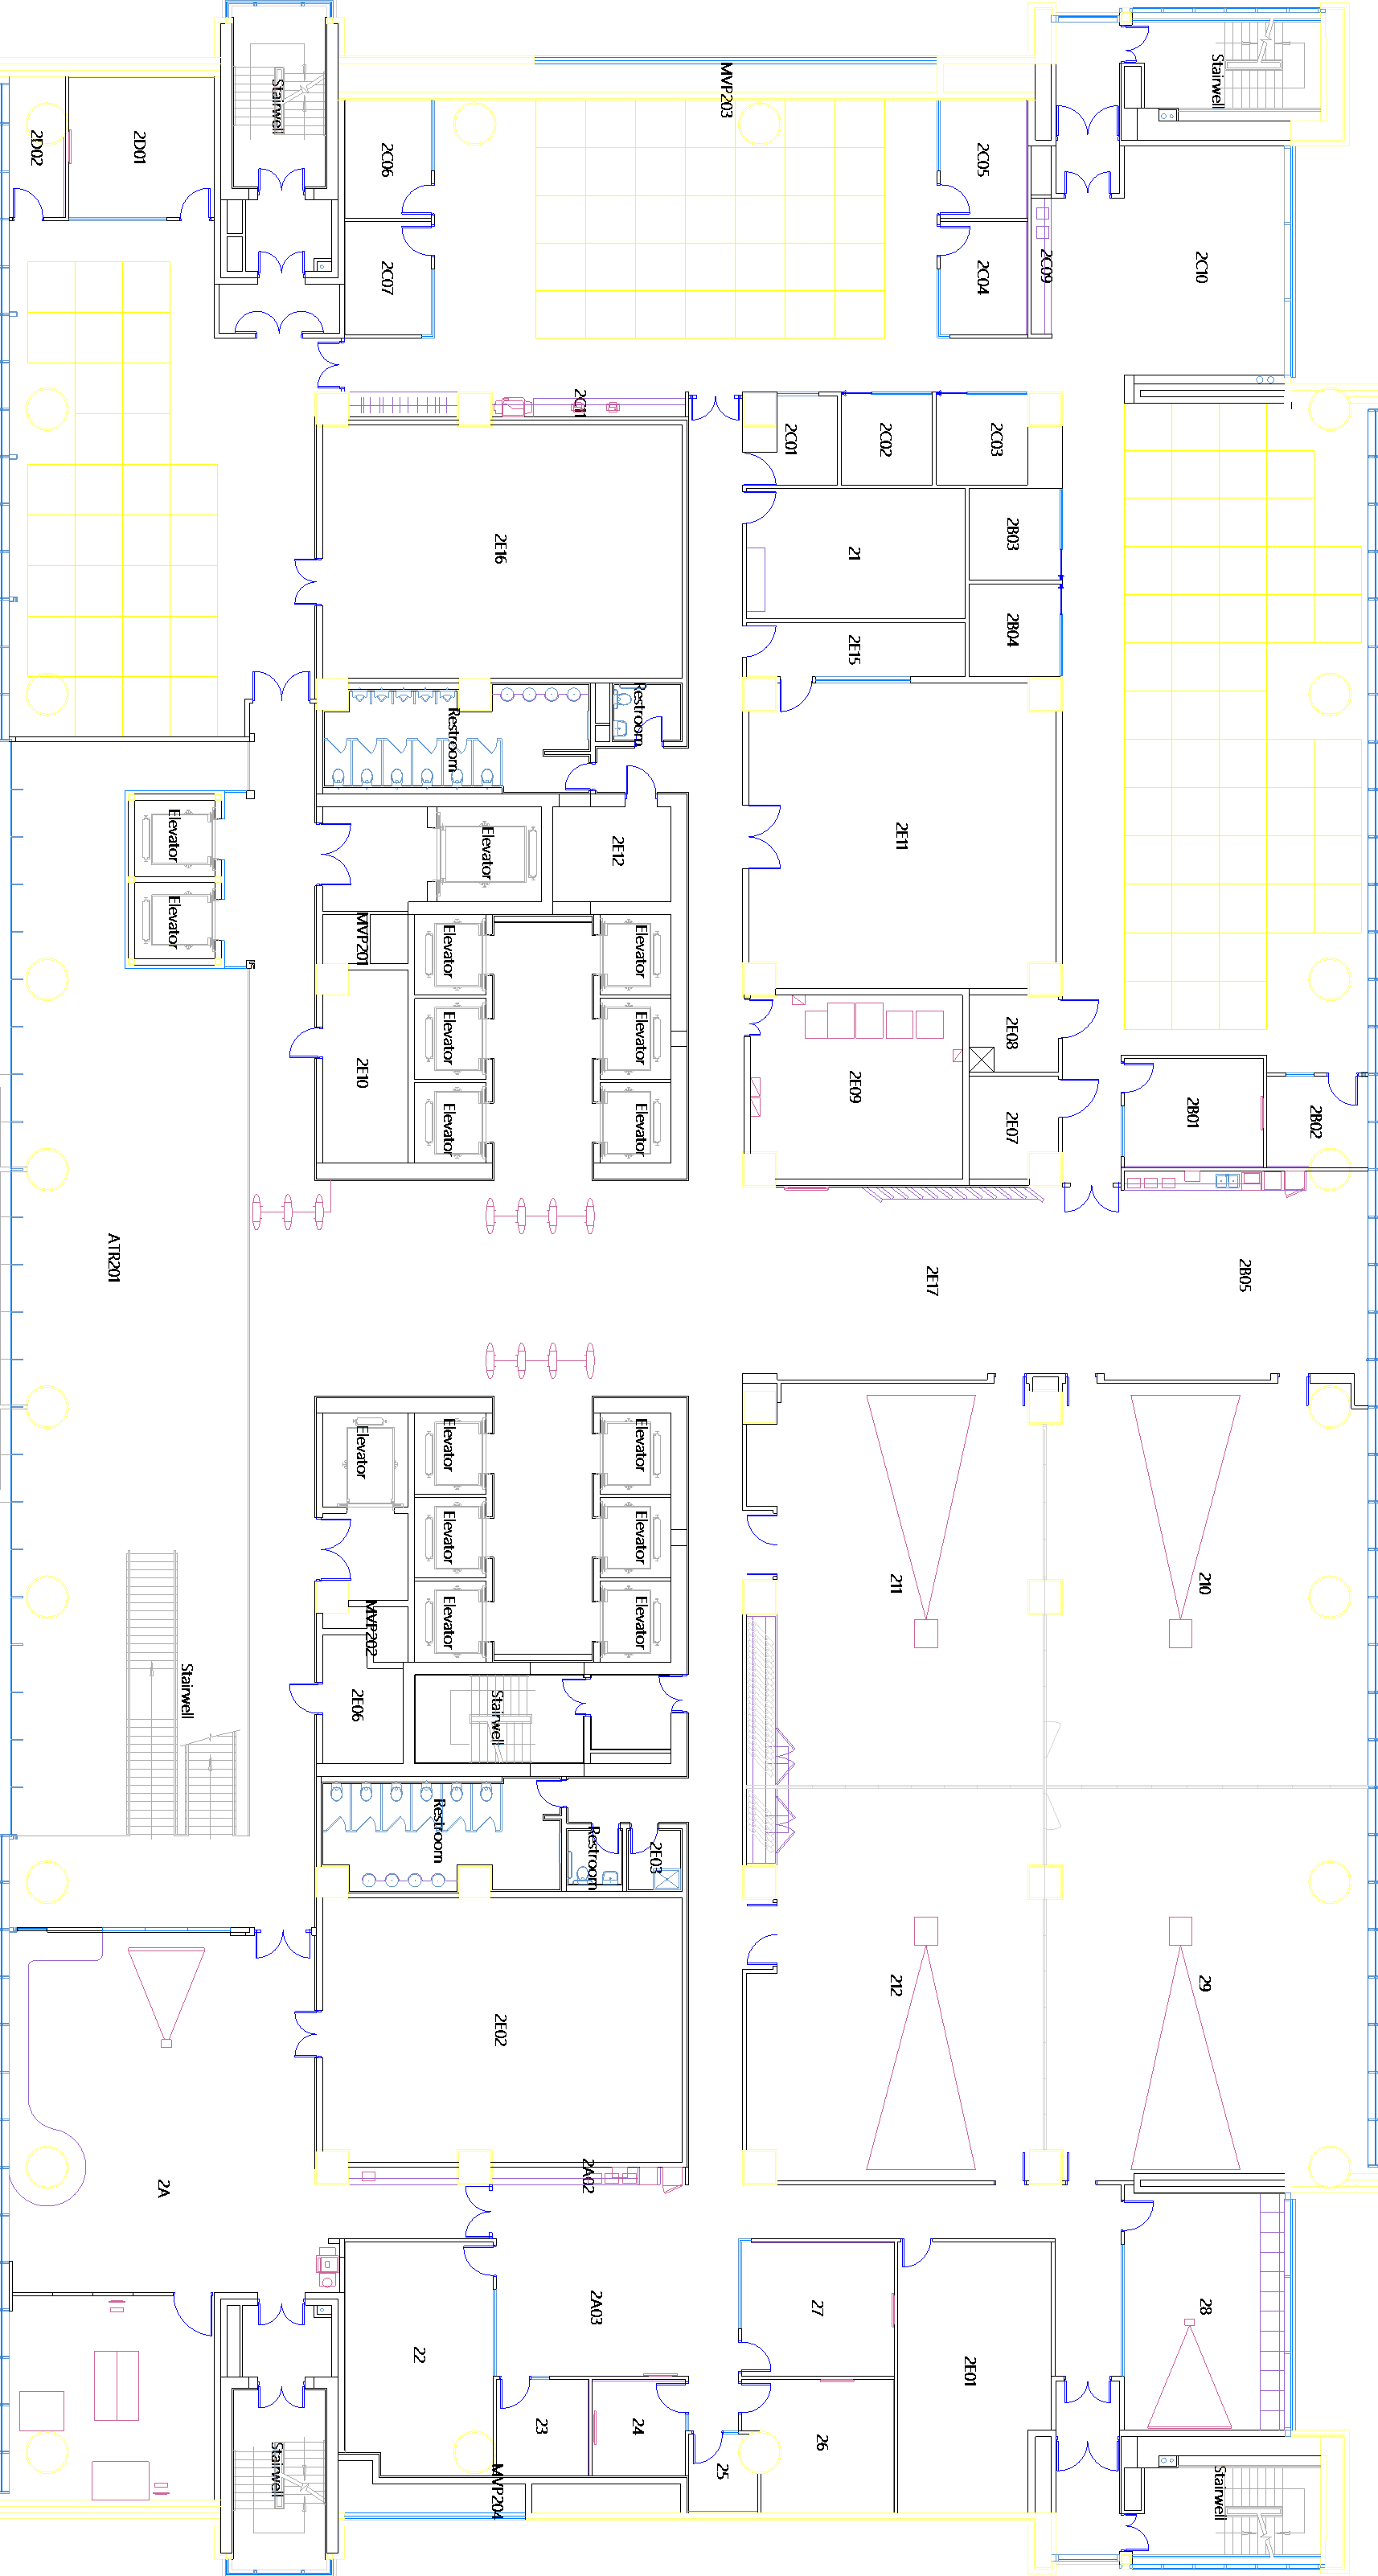 Stairwell
Stairwell
MVP203
2D02
2D01
2C06
2C05
2C07
2C04
2C09
2C10
2C11
2C01
2C02
2C03
2E16
21
2B03
2B04
2E15
Restroom
Restroom
Elevator
Elevator
2E12
2E11
Elevator
MVP201
Elevator
Elevator
Elevator
Elevator
2E10
2E09
2E08
Elevator
Elevator
2E07
2B01
2B02
ATR201
2E17
2B05
Elevator
Elevator
Elevator
Elevator
Elevator
211
210
Elevator
Elevator
MVP202
Stairwell
2E06
Stairwell
Restroom
Restroom
2E03
212
29
2E02
2A
2A02
2A03
27
28
22
2E01
23
24
26
Stairwell
MVP204
25
Stairwell